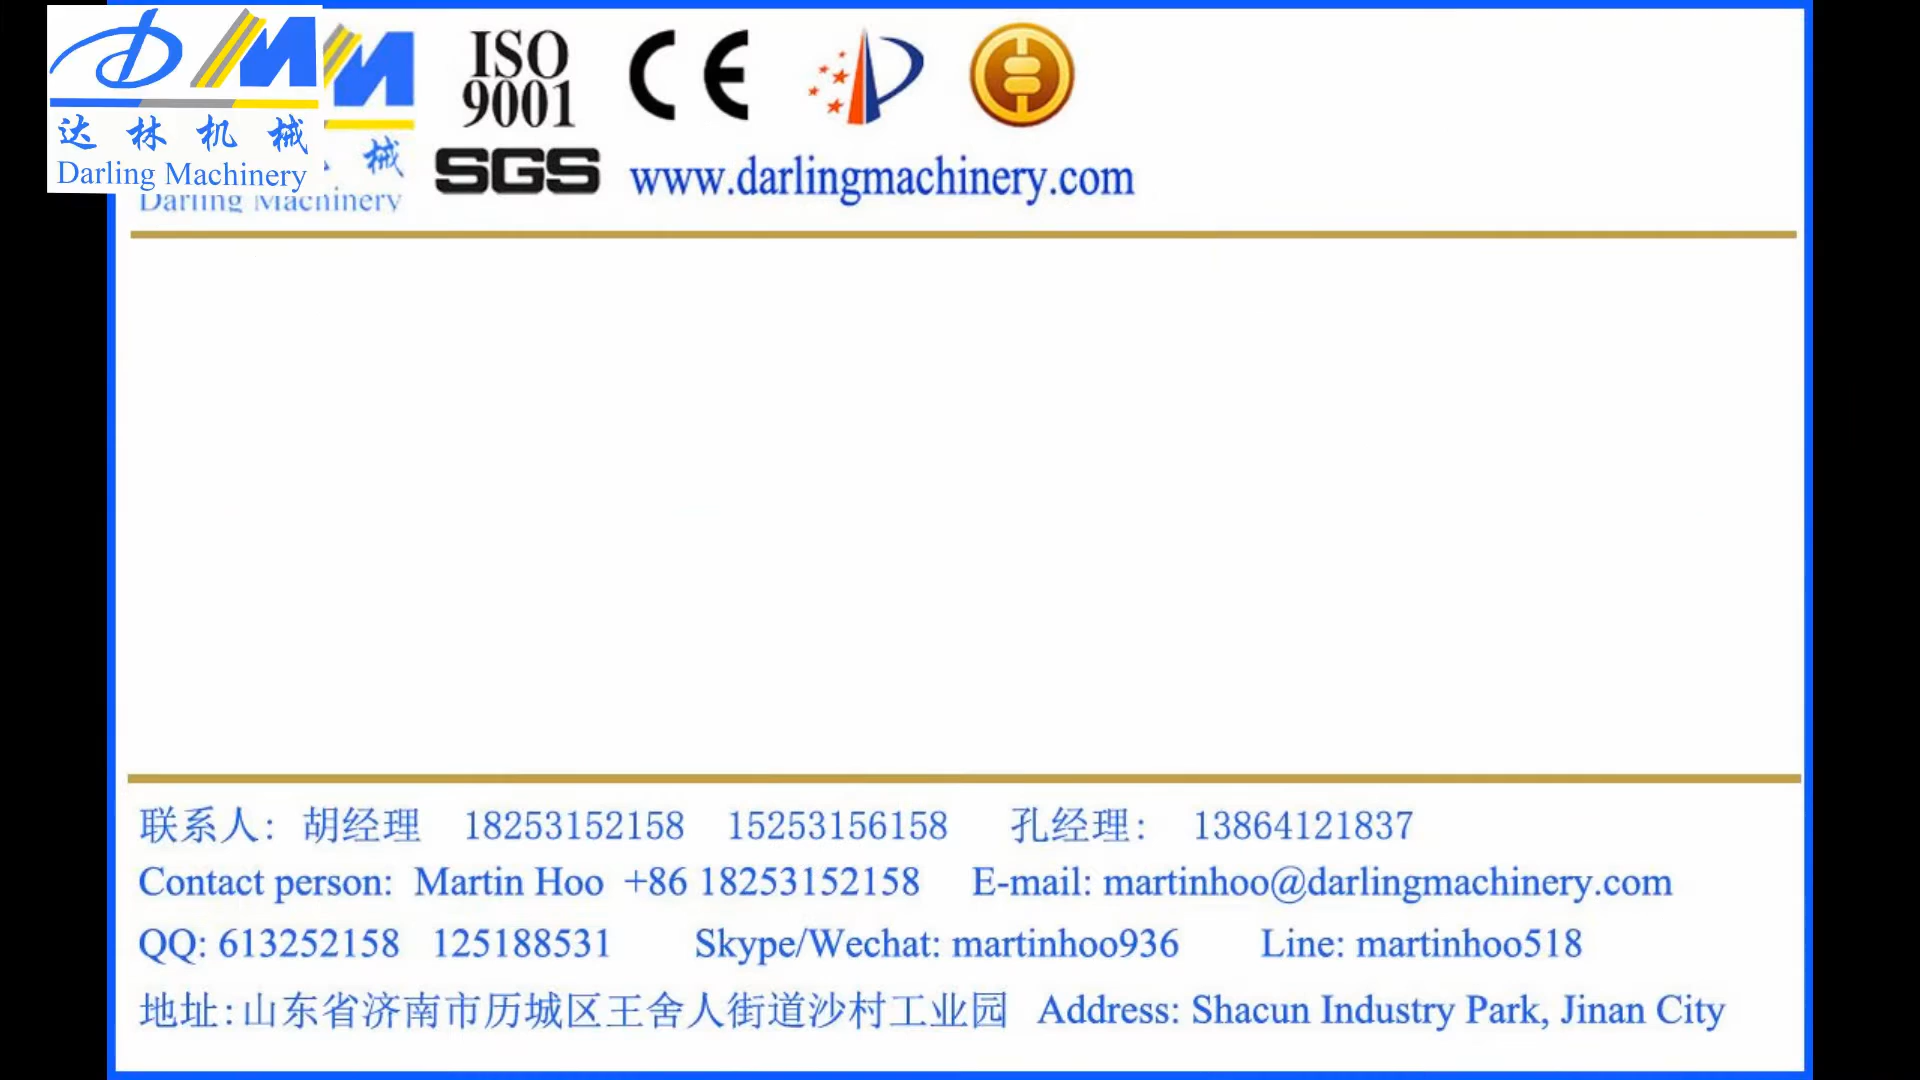 达林机械
Darling Machinery
械
Darling Machinery
ISO
9001
CE
SGS
www.darlingmachinery.com
联系人: 胡经理 18253152158 15253156158 孔经理: 13864121837
Contact person: Martin Hoo +86 18253152158 E-mail: martinhoo@darlingmachinery.com
QQ: 613252158 125188531 Skype/Wechat: martinhoo936 Line: martinhoo518
地址:山东省济南市历城区王舍人街道沙村工业园 Address: Shacun Industry Park, Jinan City